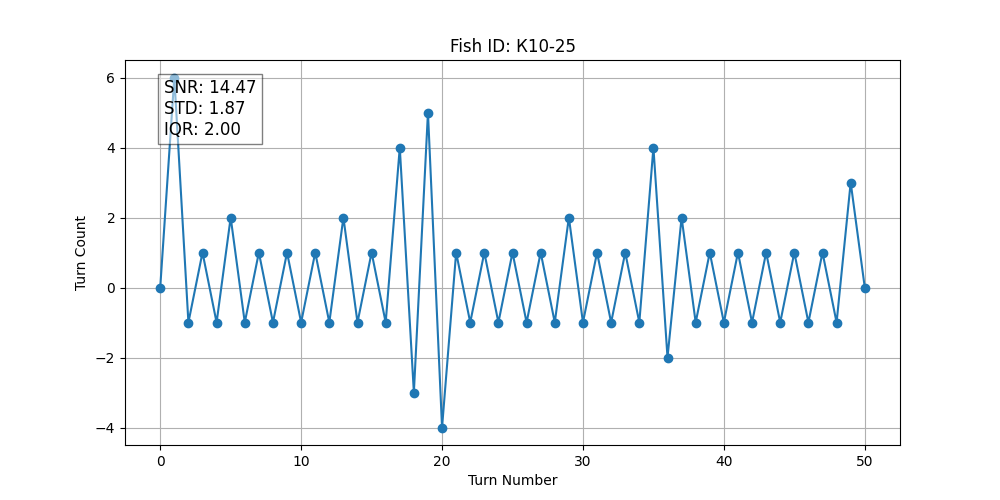 Fish ID: K10-25
SNR: 14.47
STD: 1.87
IQR: 2.00
Turn Count
6
4
2
0
−2
−4
0 10 20 30 40 50
Turn Number